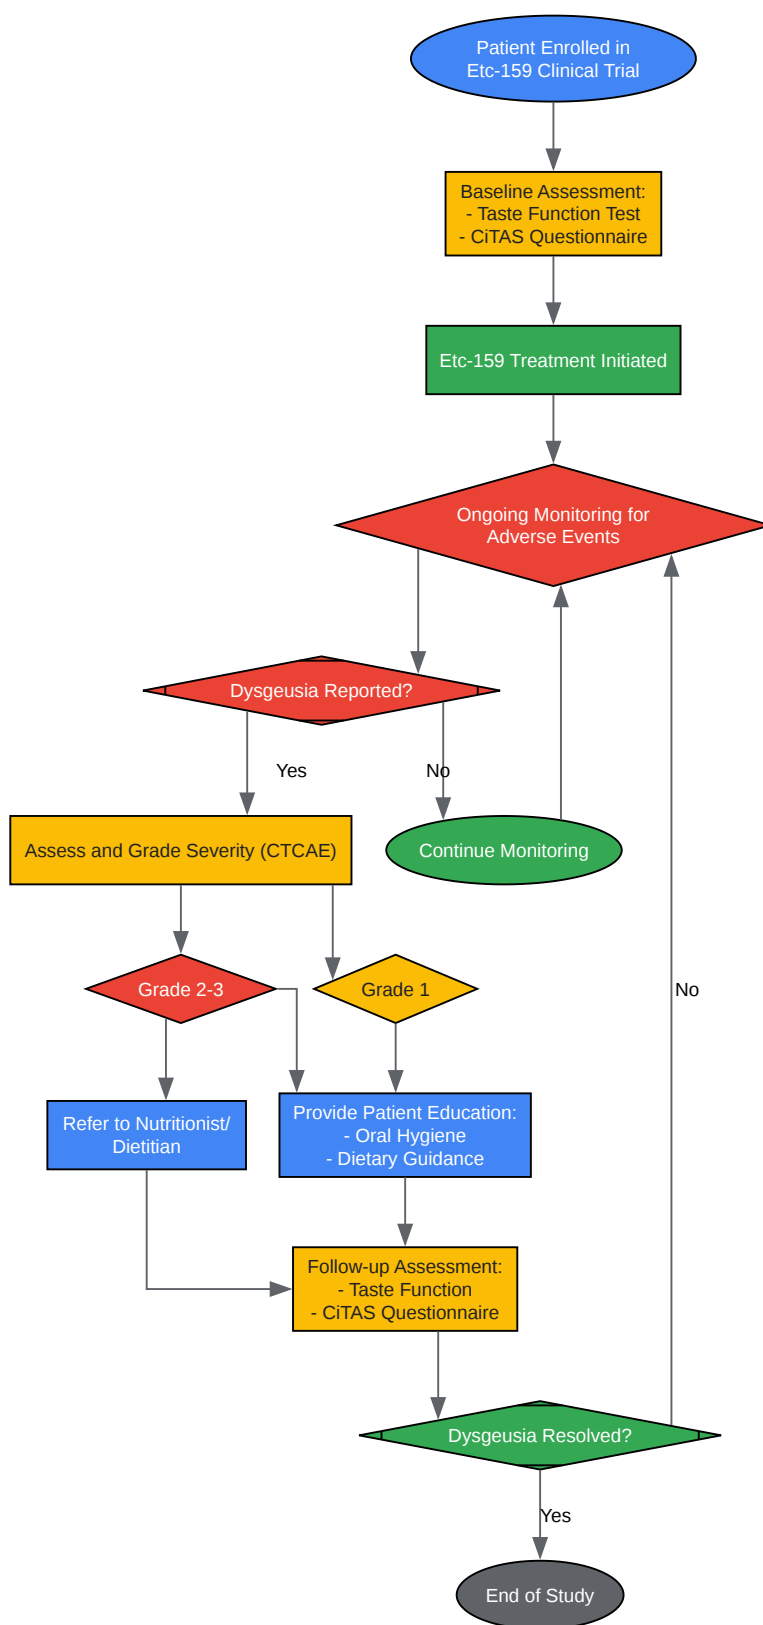 Patient Enrolled in
Etc-159 Clinical Trial
Baseline Assessment:
- Taste Function Test
- CiTAS Questionnaire
Etc-159 Treatment Initiated
Ongoing Monitoring for
Adverse Events
Dysgeusia Reported?
Yes
No
Assess and Grade Severity (CTCAE)
Continue Monitoring
Grade 2-3
Grade 1
No
Refer to Nutritionist/
Dietitian
Provide Patient Education:
- Oral Hygiene
- Dietary Guidance
Follow-up Assessment:
- Taste Function
- CiTAS Questionnaire
Dysgeusia Resolved?
Yes
End of Study